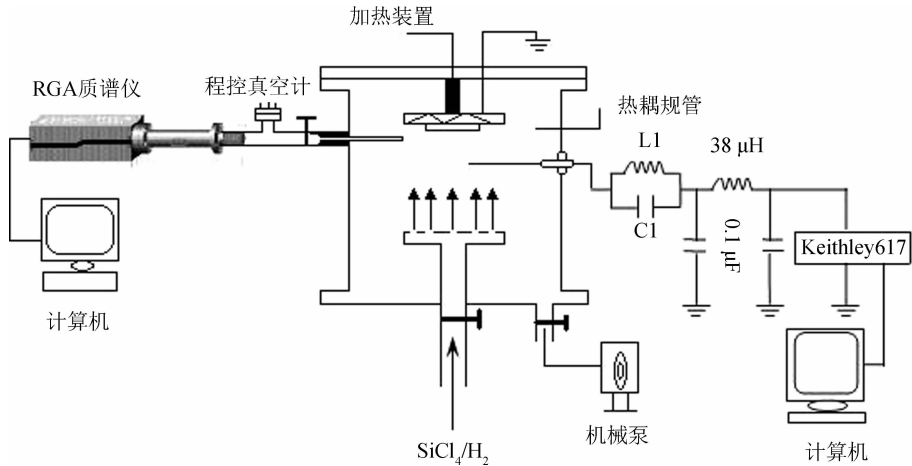 加热装置
RGA质谱仪
程控真空计
热耦规管
L1
38 μH
C1
0.1 μF
Keithley617
计算机
SiCl₄/H₂
机械泵
计算机